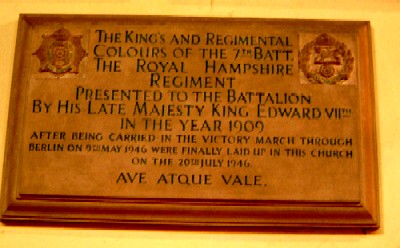 THE KING'S AND REGIMENTAL
COLOURS OF THE 7TH BATT.
THE ROYAL HAMPSHIRE
REGIMENT
PRESENTED TO THE BATTALION
BY HIS LATE MAJESTY KING EDWARD VIITH
IN THE YEAR 1909
AFTER BEING CARRIED IN THE VICTORY MARCH THROUGH
BERLIN ON 8TH MAY 1946 WERE FINALLY LAID UP IN THIS CHURCH
ON THE 20TH JULY 1946.
AVE ATQUE VALE.